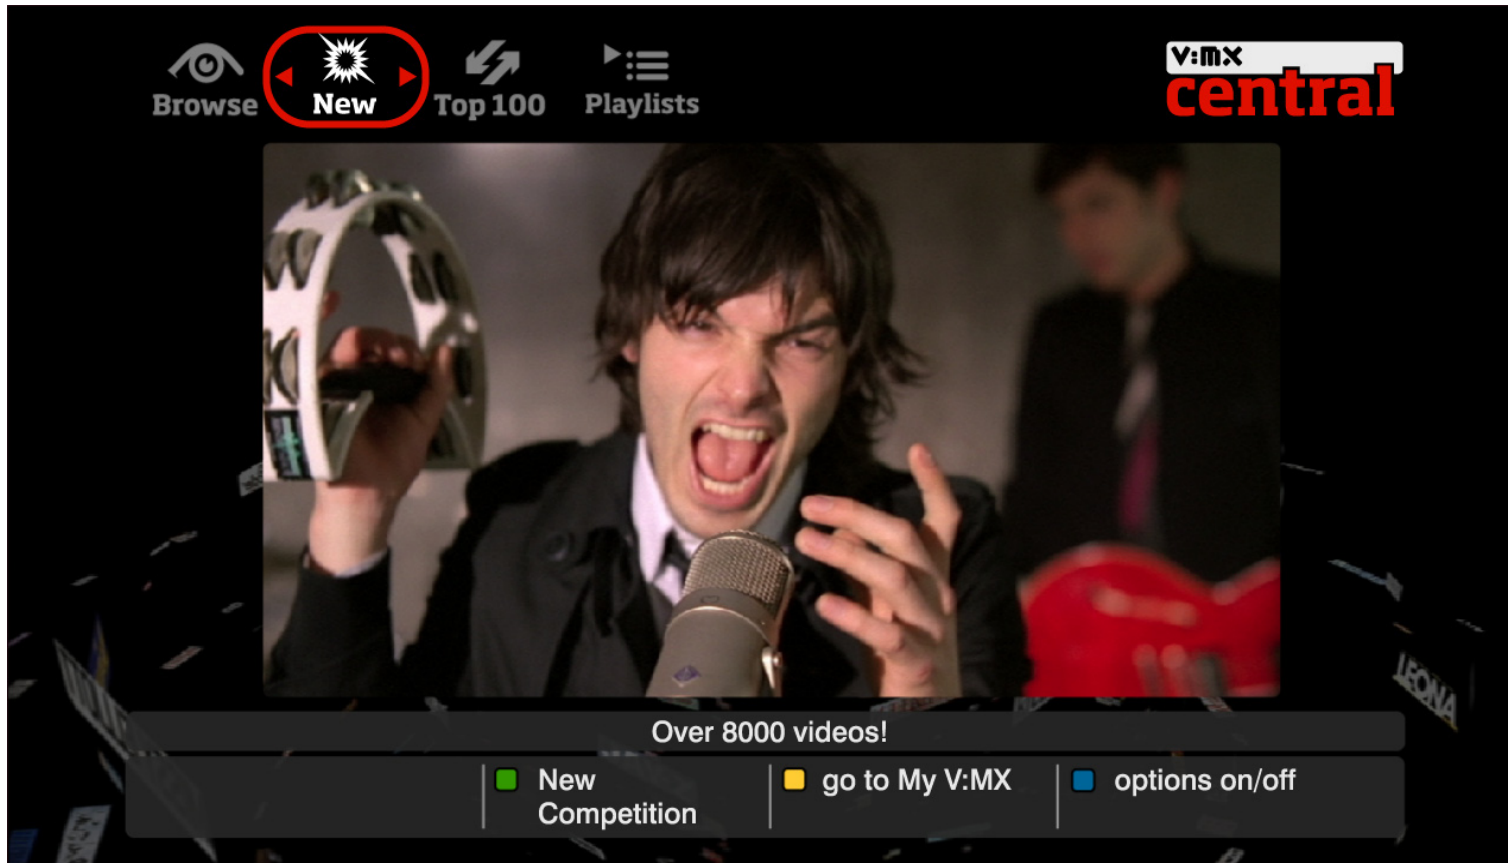 Browse
New
Top 100
Playlists
V:MX
central
LEONA
Over 8000 videos!
New
Competition
go to My V:MX
options on/off